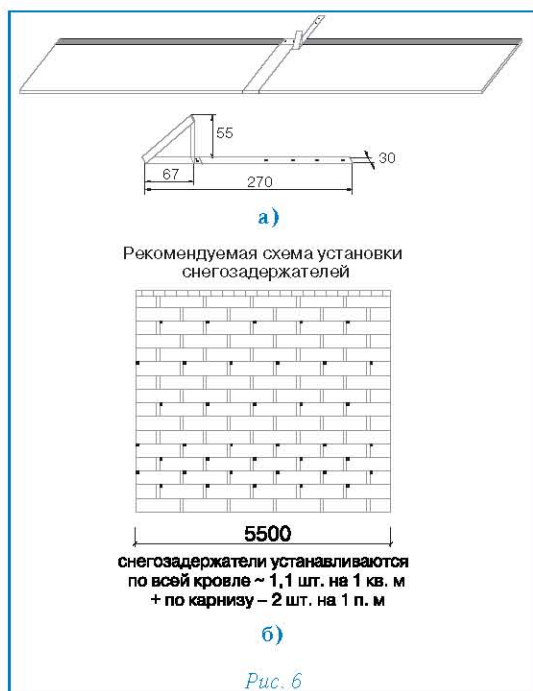 55
30
67
270
а)
Рекомендуемая схема установки
снегозадержателей
5500
снегозадержатели устанавливаются
по всей кровле ~ 1,1 шт. на 1 кв. м
+ по карнизу – 2 шт. на 1 п. м
б)
Рис. 6